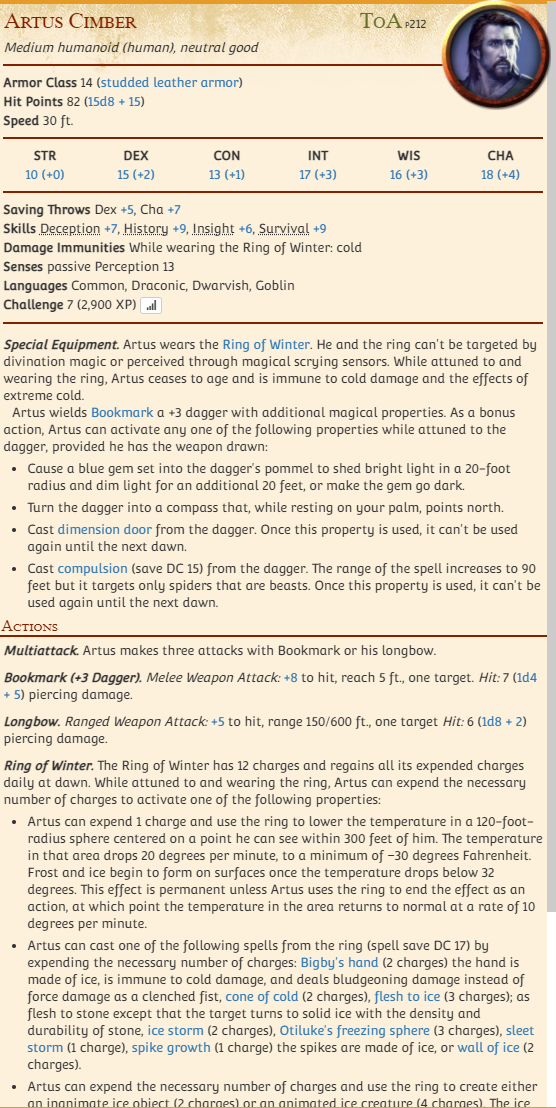 Artus Cimber
ToA p212
Medium humanoid (human), neutral good
Armor Class 14 (studded leather armor)
Hit Points 82 (15d8 + 15)
Speed 30 ft.
STR DEX CON INT WIS CHA
10 (+0) 15 (+2) 13 (+1) 17 (+3) 16 (+3) 18 (+4)
Saving Throws Dex +5, Cha +7
Skills Deception +7, History +9, Insight +6, Survival +9
Damage Immunities While wearing the Ring of Winter: cold
Senses passive Perception 13
Languages Common, Draconic, Dwarvish, Goblin
Challenge 7 (2,900 XP)
Special Equipment. Artus wears the Ring of Winter. He and the ring can't be targeted by
divination magic or perceived through magical scrying sensors. While attuned to and
wearing the ring, Artus ceases to age and is immune to cold damage and the effects of
extreme cold.
Artus wields Bookmark a +3 dagger with additional magical properties. As a bonus
action, Artus can activate any one of the following properties while attuned to the
dagger, provided he has the weapon drawn:
• Cause a blue gem set into the dagger's pommel to shed bright light in a 20-foot
radius and dim light for an additional 20 feet, or make the gem go dark.
• Turn the dagger into a compass that, while resting on your palm, points north.
• Cast dimension door from the dagger. Once this property is used, it can't be used
again until the next dawn.
• Cast compulsion (save DC 15) from the dagger. The range of the spell increases to 90
feet but it targets only spiders that are beasts. Once this property is used, it can't be
used again until the next dawn.
Actions
Multiattack. Artus makes three attacks with Bookmark or his longbow.
Bookmark (+3 Dagger). Melee Weapon Attack: +8 to hit, reach 5 ft., one target. Hit: 7 (1d4
+ 5) piercing damage.
Longbow. Ranged Weapon Attack: +5 to hit, range 150/600 ft., one target Hit: 6 (1d8 + 2)
piercing damage.
Ring of Winter. The Ring of Winter has 12 charges and regains all its expended charges
daily at dawn. While attuned to and wearing the ring, Artus can expend the necessary
number of charges to activate one of the following properties:
• Artus can expend 1 charge and use the ring to lower the temperature in a 120-foot-
radius sphere centered on a point he can see within 300 feet of him. The temperature
in that area drops 20 degrees per minute, to a minimum of −30 degrees Fahrenheit.
Frost and ice begin to form on surfaces once the temperature drops below 32
degrees. This effect is permanent unless Artus uses the ring to end the effect as an
action, at which point the temperature in the area returns to normal at a rate of 10
degrees per minute.
• Artus can cast one of the following spells from the ring (spell save DC 17) by
expending the necessary number of charges: Bigby's hand (2 charges) the hand is
made of ice, is immune to cold damage, and deals bludgeoning damage instead of
force damage as a clenched fist, cone of cold (2 charges), flesh to ice (3 charges); as
flesh to stone except that the target turns to solid ice with the density and
durability of stone, ice storm (2 charges), Otiluke's freezing sphere (3 charges), sleet
storm (1 charge), spike growth (1 charge) the spikes are made of ice, or wall of ice (2
charges).
• Artus can expend the necessary number of charges and use the ring to create either
an inanimate ice object (2 charges) or an animated ice creature (4 charges). The ice